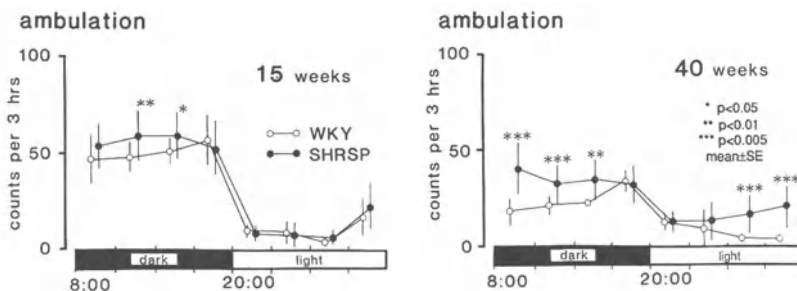 ambulation
100
50
0
counts per 3 hrs
15 weeks
** *
WKY
SHRSP
dark
light
8:00 20:00
ambulation
100
50
0
counts per 3 hrs
40 weeks
* p<0.05
** p<0.01
*** p<0.005
mean±SE
*** *** ** *** ***
dark
light
8:00 20:00